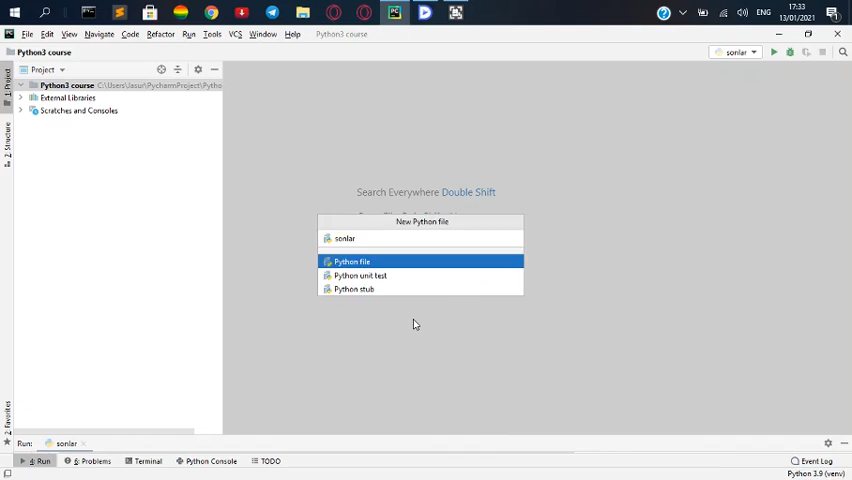 17:33
ENG
13/01/2021
File Edit View Navigate Code Refactor Run Tools VCS Window Help Python3 course
Python3 course
sonlar
Project
Python3 course C:\Users\Jasur\PycharmProject\Pytho
External Libraries
Scratches and Consoles
1: Project
2: Structure
2: Favorites
Search Everywhere Double Shift
New Python file
sonlar
Python file
Python unit test
Python stub
Run: sonlar
4: Run 6: Problems Terminal Python Console TODO Event Log
Python 3.9 (venv)